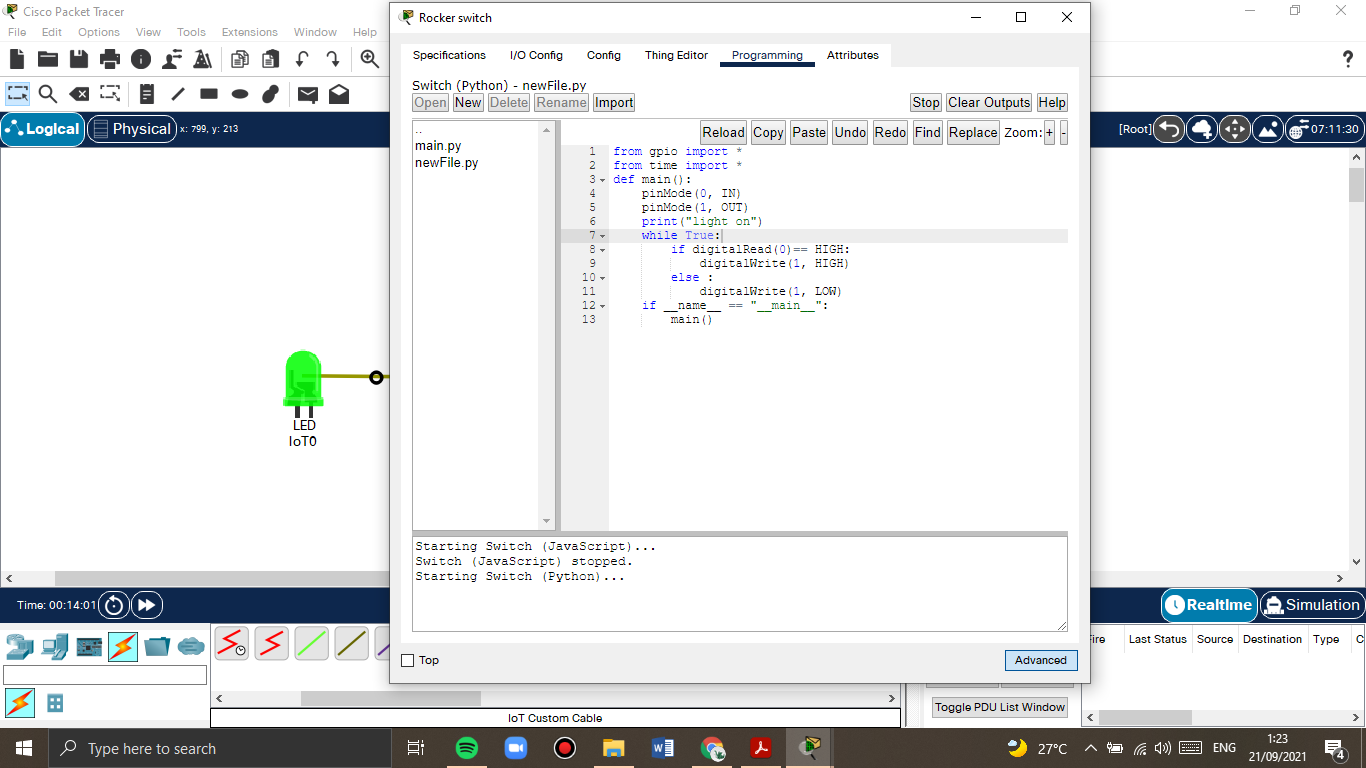 Cisco Packet Tracer
File Edit Options View Tools Extensions Window Help
Logical Physical x: 799, y: 213
[Root] 07:11:30
LED
IoT0
Rocker switch
Specifications I/O Config Config Thing Editor Programming Attributes
Switch (Python) - newFile.py
Open New Delete Rename Import Stop Clear Outputs Help
Reload Copy Paste Undo Redo Find Replace Zoom: + -
..
main.py
newFile.py
1 from gpio import *
2 from time import *
3 def main():
4 pinMode(0, IN)
5 pinMode(1, OUT)
6 print("light on")
7 while True:
8 if digitalRead(0)== HIGH:
9 digitalWrite(1, HIGH)
10 else :
11 digitalWrite(1, LOW)
12 if __name__ == "__main__":
13 main()
Starting Switch (JavaScript)...
Switch (JavaScript) stopped.
Starting Switch (Python)...
Top Advanced
Time: 00:14:01 Realtime Simulation
Fire Last Status Source Destination Type C
Toggle PDU List Window
IoT Custom Cable
Type here to search
27°C ENG 1:23
21/09/2021
4